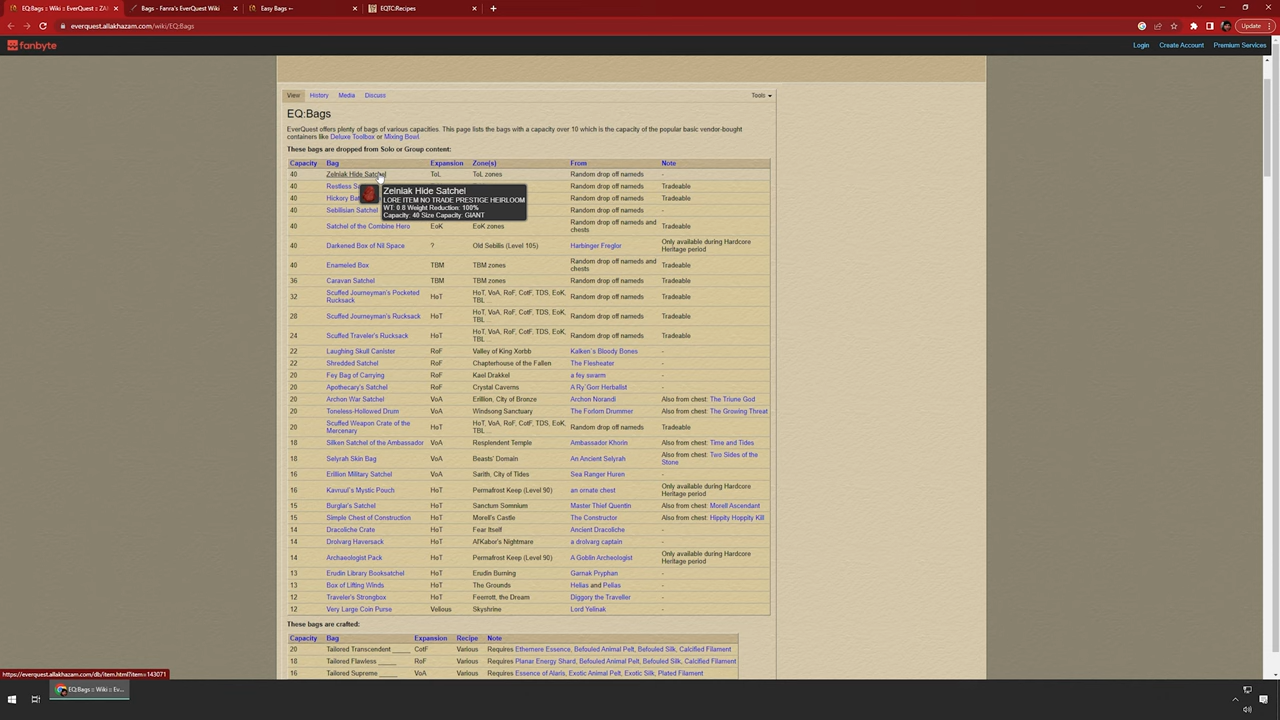 EQ:Bags :: Wiki :: EverQuest :: ZAM
Bags - Fanra's EverQuest Wiki
Easy Bags ←
EQTC:Recipes
everquest.allakhazam.com/wiki/EQ:Bags
Update
fanbyte
Login Create Account Premium Services
View History Media Discuss Tools
EQ:Bags
EverQuest offers plenty of bags of various capacities. This page lists the bags with a capacity over 10 which is the capacity of the popular basic vendor-bought
containers like Deluxe Toolbox or Mixing Bowl.
These bags are dropped from Solo or Group content:
Capacity Bag Expansion Zone(s) From Note
40 Zelniak Hide Satchel ToL ToL zones Random drop off nameds -
40 Restless Random drop off nameds Tradeable
40 Hickory Random drop off nameds Tradeable
40 Sebilisian Satchel Random drop off nameds -
Zelniak Hide Satchel
LORE ITEM NO TRADE PRESTIGE HEIRLOOM
WT: 0.8 Weight Reduction: 100%
Capacity: 40 Size Capacity: GIANT
40 Satchel of the Combine Hero EoK EoK zones Random drop off nameds and
chests Tradeable
40 Darkened Box of Nil Space ? Old Sebilis (Level 105) Harbinger Freglor Only available during Hardcore
Heritage period
40 Enameled Box TBM TBM zones Random drop off nameds and
chests Tradeable
36 Caravan Satchel TBM TBM zones Random drop off nameds Tradeable
32 Scuffed Journeyman's Pocketed
Rucksack HoT HoT, VoA, RoF, CotF, TDS, EoK,
TBL Random drop off nameds Tradeable
28 Scuffed Journeyman's Rucksack HoT HoT, VoA, RoF, CotF, TDS, EoK,
TBL Random drop off nameds Tradeable
24 Scuffed Traveler's Rucksack HoT HoT, VoA, RoF, CotF, TDS, EoK,
TBL Random drop off nameds Tradeable
22 Laughing Skull Canister RoF Valley of King Xorbb Kalken`s Bloody Bones -
22 Shredded Satchel RoF Chapterhouse of the Fallen The Flesheater -
20 Fey Bag of Carrying RoF Kael Drakkel a fey swarm -
20 Apothecary's Satchel RoF Crystal Caverns A Ry`Gorr Herbalist -
20 Archon War Satchel VoA Erillion, City of Bronze Archon Norandi Also from chest: The Triune God
20 Toneless-Hollowed Drum VoA Windsong Sanctuary The Forlorn Drummer Also from chest: The Growing Threat
20 Scuffed Weapon Crate of the
Mercenary HoT HoT, VoA, RoF, CotF, TDS, EoK,
TBL Random drop off nameds Tradeable
18 Silken Satchel of the Ambassador VoA Resplendent Temple Ambassador Khorin Also from chest: Time and Tides
18 Selyrah Skin Bag VoA Beasts' Domain An Ancient Selyrah Also from chest: Two Sides of the
Stone
16 Erillion Military Satchel VoA Sarith, City of Tides Sea Ranger Huren -
16 Kavruul`s Mystic Pouch HoT Permafrost Keep (Level 90) an ornate chest Only available during Hardcore
Heritage period
15 Burglar's Satchel HoT Sanctum Somnium Master Thief Quentin Also from chest: Morell Ascendant
15 Simple Chest of Construction HoT Morell's Castle The Constructor Also from chest: Hippity Hoppity Kill
14 Dracoliche Crate HoT Fear Itself Ancient Dracoliche -
14 Drolvarg Haversack HoT Al'Kabor's Nightmare a drolvarg captain -
14 Archaeologist Pack HoT Permafrost Keep (Level 90) A Goblin Archeologist Only available during Hardcore
Heritage period
13 Erudin Library Booksatchel HoT Erudin Burning Garnak Pryphan -
13 Box of Lifting Winds HoT The Grounds Helias and Pelias -
12 Traveler's Strongbox HoT Feerrott, the Dream Diggory the Traveller -
12 Very Large Coin Purse Velious Skyshrine Lord Yelinak -
These bags are crafted:
Capacity Bag Expansion Recipe Note
20 Tailored Transcendent _____ CotF Various Requires Ethernere Essence, Befouled Animal Pelt, Befouled Silk, Calcified Filament
18 Tailored Flawless _____ RoF Various Requires Planar Energy Shard, Befouled Animal Pelt, Befouled Silk, Calcified Filament
16 Tailored Supreme _____ VoA Various Requires Essence of Alaris, Exotic Animal Pelt, Exotic Silk, Plated Filament
https://everquest.allakhazam.com/db/item.html?item=143071
EQ:Bags :: Wiki :: Ev...